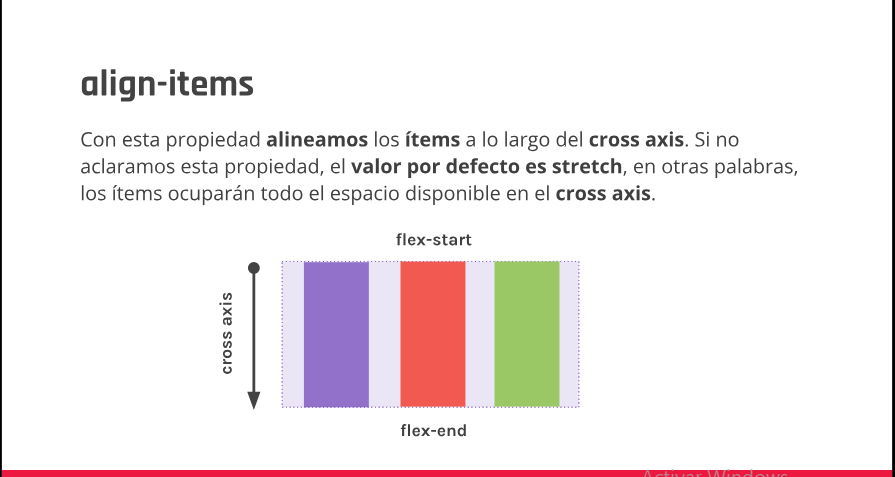 align-items
Con esta propiedad alineamos los ítems a lo largo del cross axis. Si no
aclaramos esta propiedad, el valor por defecto es stretch, en otras palabras,
los ítems ocuparán todo el espacio disponible en el cross axis.
flex-start
cross axis
flex-end
Activar Windows